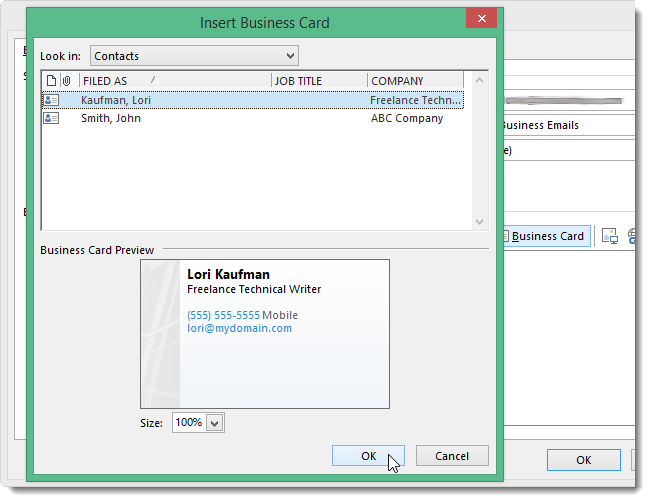 Insert Business Card
Look in: Contacts
FILED AS JOB TITLE COMPANY
Kaufman, Lori Freelance Techn...
Smith, John ABC Company
Business Emails
Business Card
Business Card Preview
Lori Kaufman
Freelance Technical Writer
(555) 555-5555 Mobile
lori@mydomain.com
Size: 100%
OK Cancel
OK